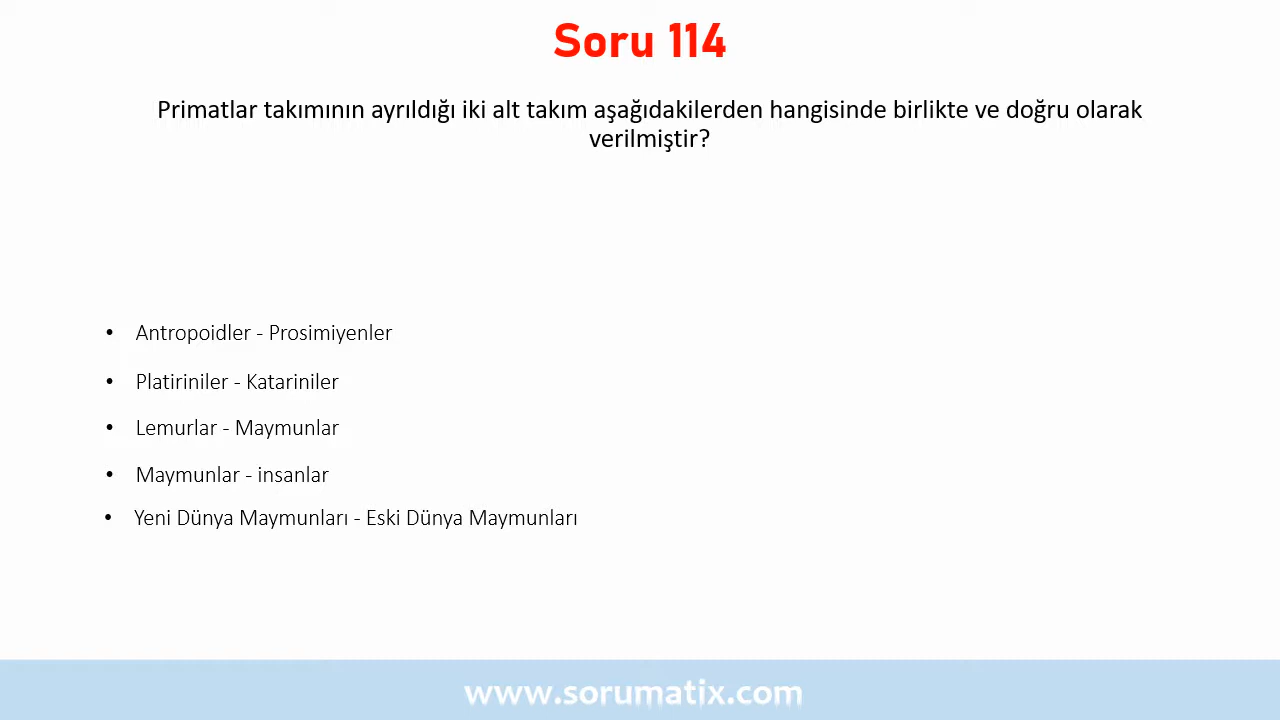 Soru 114
Primatlar takımının ayrıldığı iki alt takım aşağıdakilerden hangisinde birlikte ve doğru olarak
verilmiştir?
• Antropoidler - Prosimiyenler
• Platiriniler - Katariniler
• Lemurlar - Maymunlar
• Maymunlar - insanlar
• Yeni Dünya Maymunları - Eski Dünya Maymunları
www.sorumatix.com